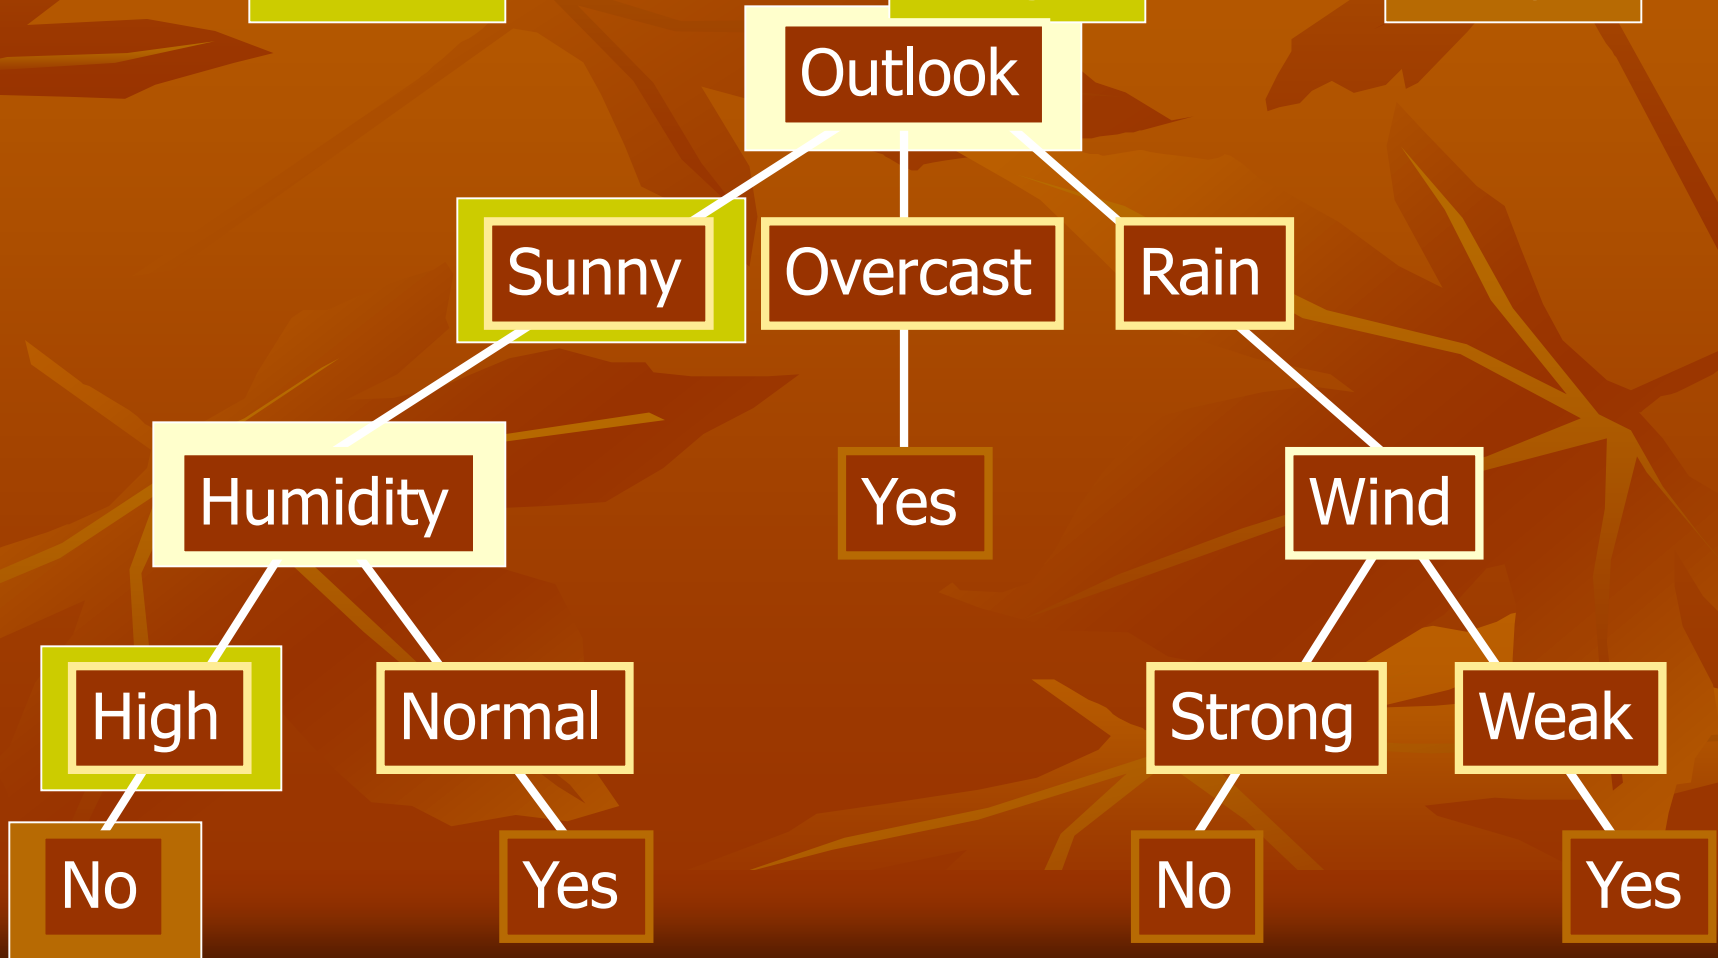 Outlook
Sunny
Overcast
Rain
Humidity
Yes
Wind
High
Normal
Strong
Weak
No
Yes
No
Yes